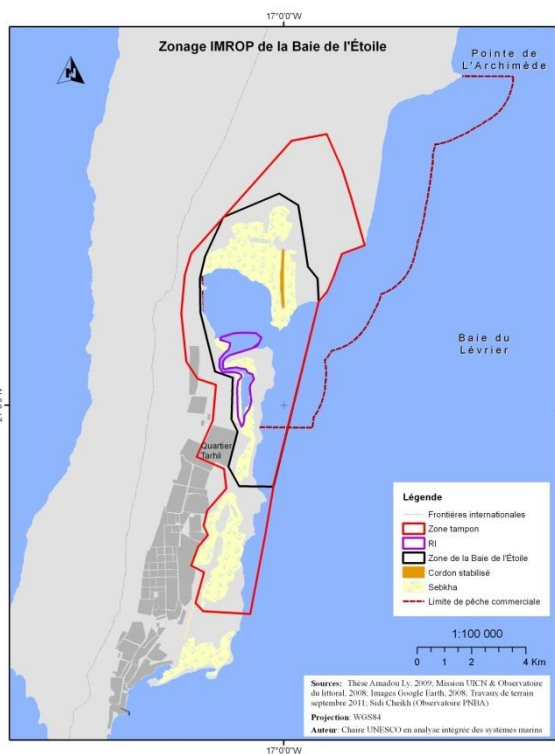 17°0'0"W
Zonage IMROP de la Baie de l'Étoile
Pointe de
L'Archimède
N
Baie du
Lévrier
Quartier
Tarhil
Légende
Frontières internationales
Zone tampon
RI
Zone de la Baie de l'Étoile
Cordon stabilisé
Sebkha
Limite de pêche commerciale
1:100 000
0 2 4 Km
Sources: Thèse Amadou Ly, 2009; Mission UICN & Observatoire
du littoral, 2008; Images Google Earth, 2008; Travaux de terrain
septembre 2011; Sidi Cheikh (Observatoire PNBA)
Projection: WGS84
Auteur: Chaire UNESCO en analyse intégrée des systèmes marins
17°0'0"W